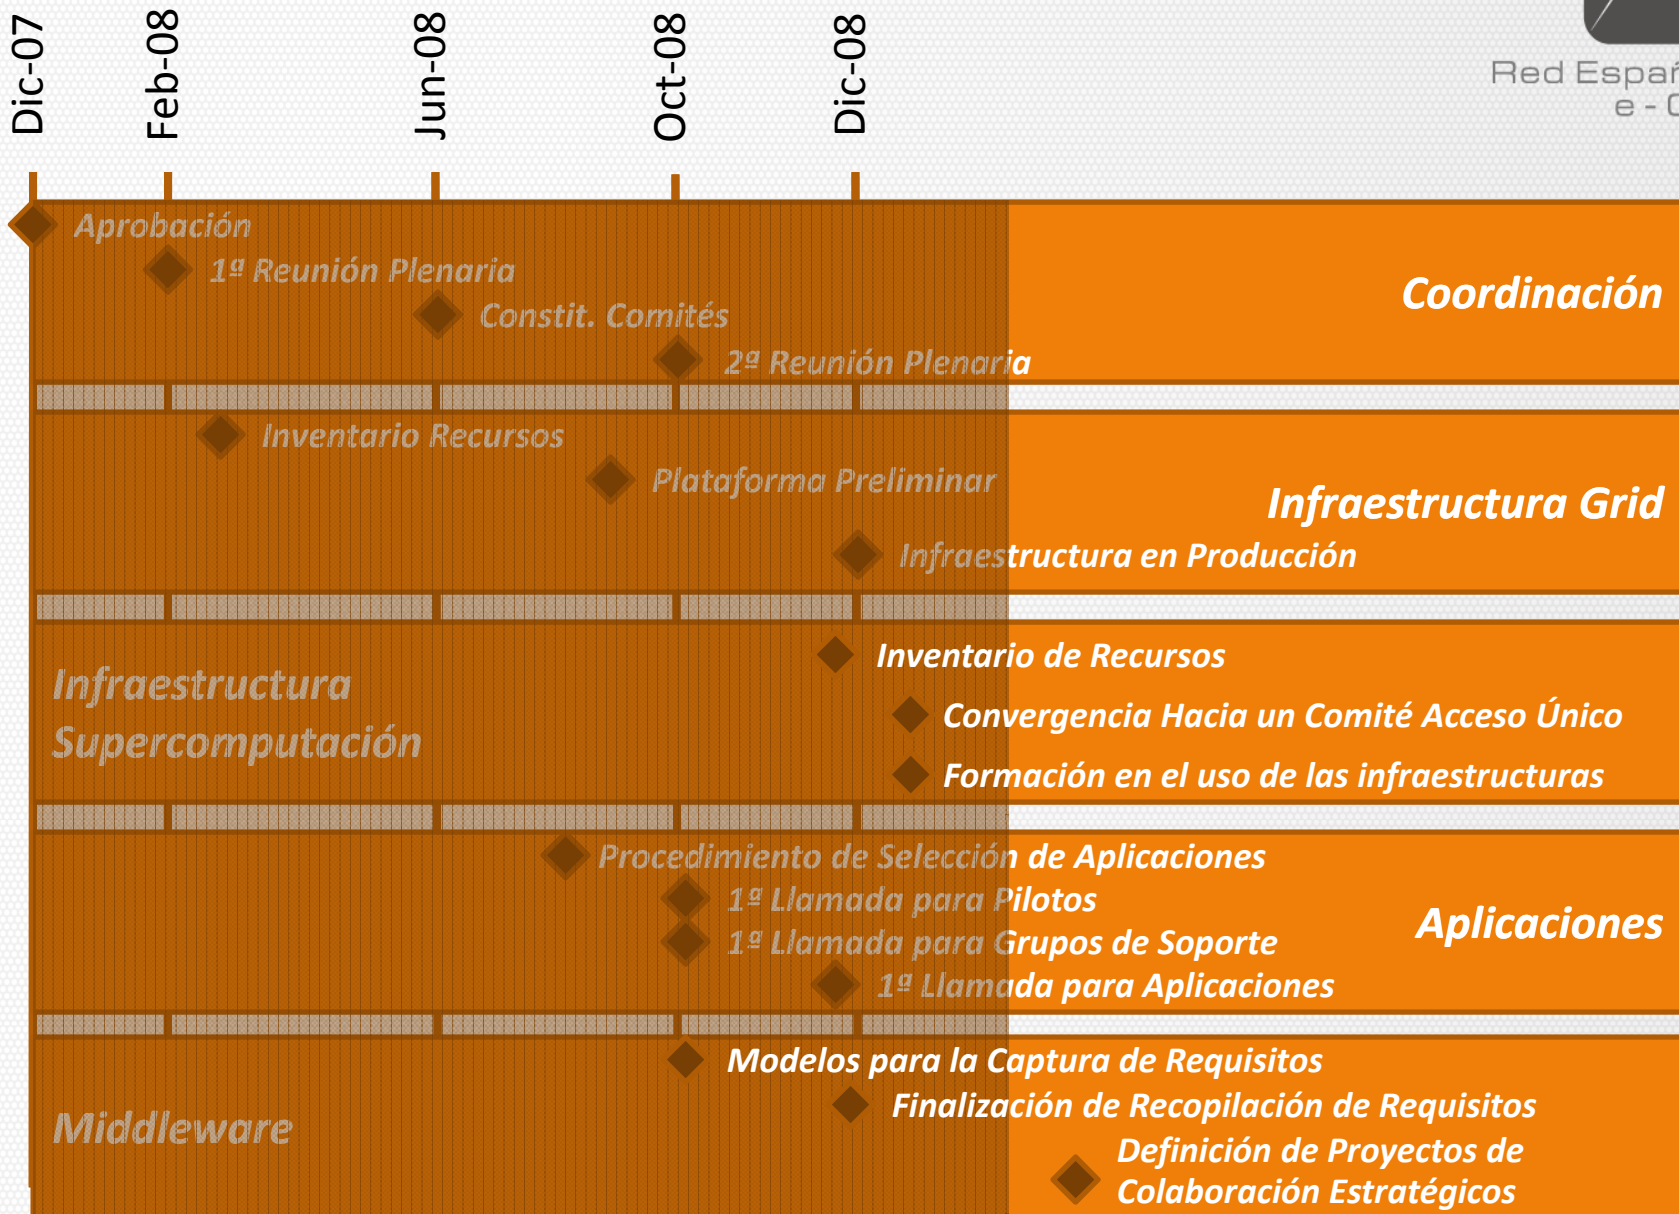 Dic-07
Feb-08
Jun-08
Oct-08
Dic-08
Red Españ
e - C
Aprobación
1ª Reunión Plenaria
Constit. Comités
2ª Reunión Plenaria
Coordinación
Inventario Recursos
Plataforma Preliminar
Infraestructura Grid
Infraestructura en Producción
Infraestructura
Supercomputación
Inventario de Recursos
Convergencia Hacia un Comité Acceso Único
Formación en el uso de las infraestructuras
Procedimiento de Selección de Aplicaciones
1ª Llamada para Pilotos
1ª Llamada para Grupos de Soporte
1ª Llamada para Aplicaciones
Aplicaciones
Middleware
Modelos para la Captura de Requisitos
Finalización de Recopilación de Requisitos
Definición de Proyectos de
Colaboración Estratégicos